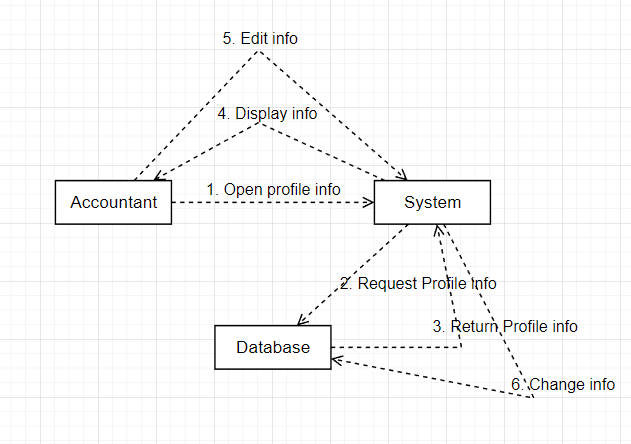 5. Edit info
4. Display info
1. Open profile info
Accountant
System
2. Request Profile Info
3. Return Profile info
Database
6. Change info